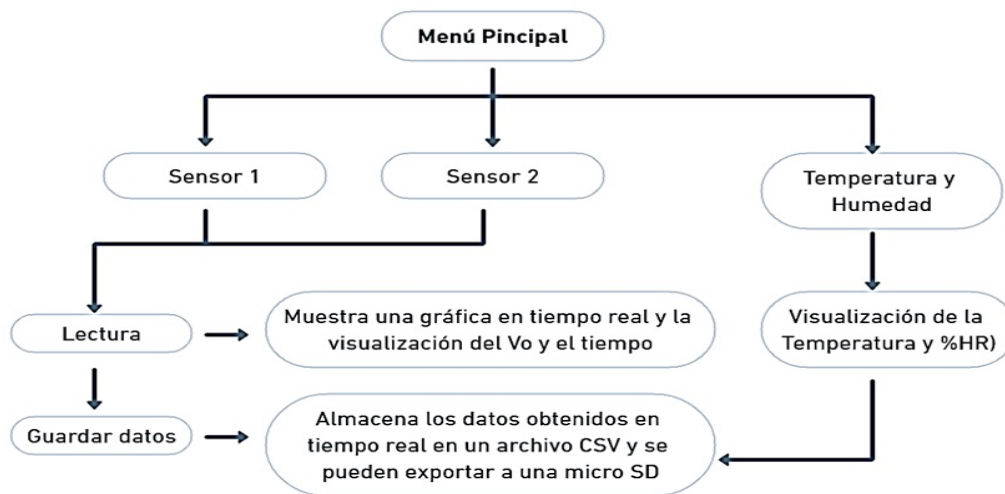 Menú Pincipal
Sensor 1
Sensor 2
Temperatura y
Humedad
Lectura
Muestra una gráfica en tiempo real y la
visualización del Vo y el tiempo
Visualización de la
Temperatura y %HR)
Guardar datos
Almacena los datos obtenidos en
tiempo real en un archivo CSV y se
pueden exportar a una micro SD